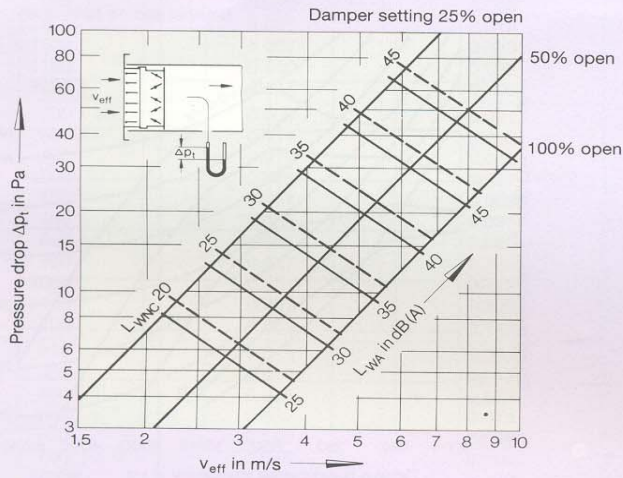 Damper setting 25% open
50% open
100% open
Pressure drop Δpt in Pa
100
80
60
40
30
20
15
10
8
6
5
4
3
veff
Δpt
45
40
35
30
25
LWNC 20
45
40
35
30
25
LWA in dB(A)
1,5 2 3 4 5 6 7 8 9 10
veff in m/s